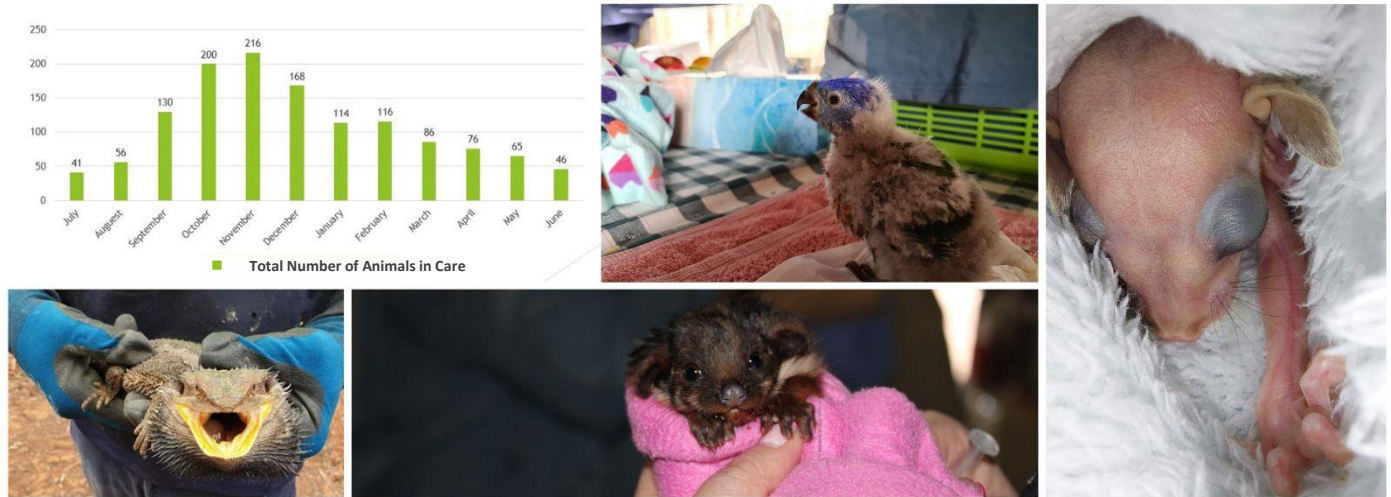 250
200
150
100
50
0
41
56
130
200
216
168
114
116
86
76
65
46
July
Auguest
September
October
November
December
January
February
March
April
May
June
Total Number of Animals in Care